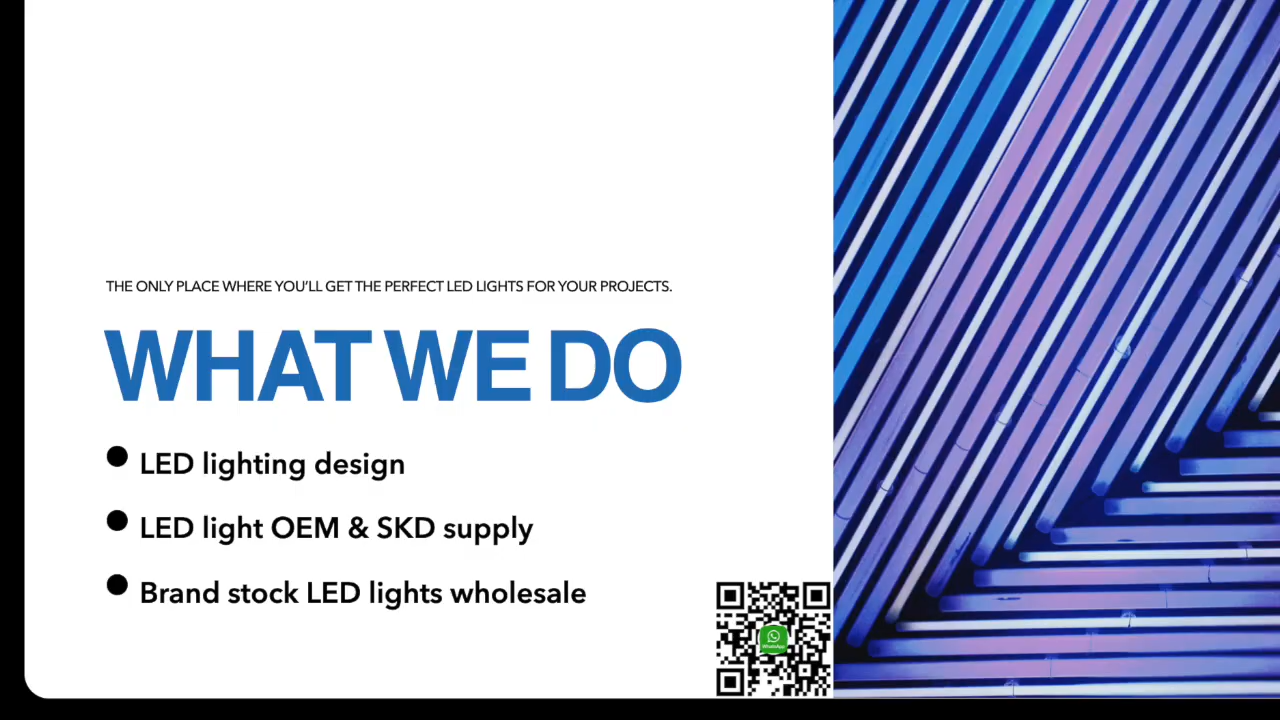 THE ONLY PLACE WHERE YOU'LL GET THE PERFECT LED LIGHTS FOR YOUR PROJECTS.
WHAT WE DO
LED lighting design
LED light OEM & SKD supply
Brand stock LED lights wholesale
WhatsApp